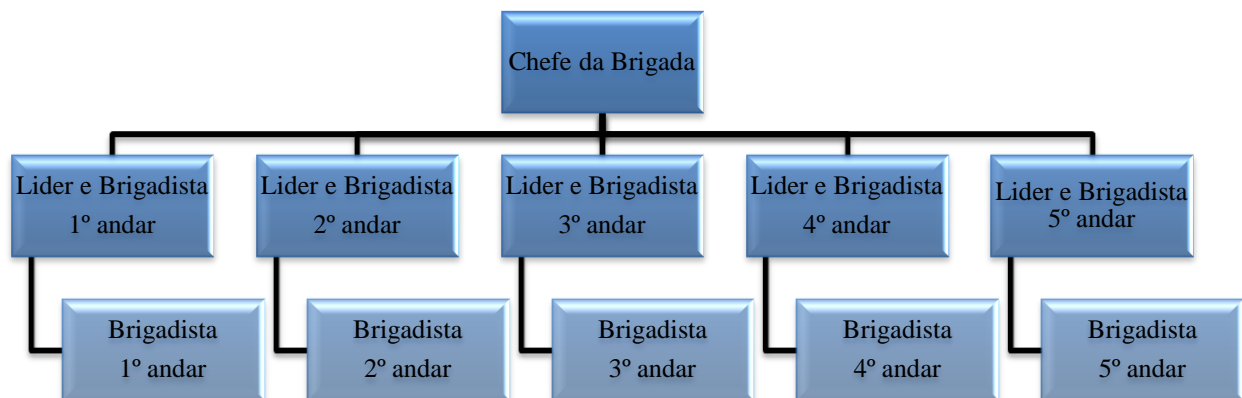 Chefe da Brigada
Lider e Brigadista
1º andar
Lider e Brigadista
2º andar
Lider e Brigadista
3º andar
Lider e Brigadista
4º andar
Lider e Brigadista
5º andar
Brigadista
1º andar
Brigadista
2º andar
Brigadista
3º andar
Brigadista
4º andar
Brigadista
5º andar